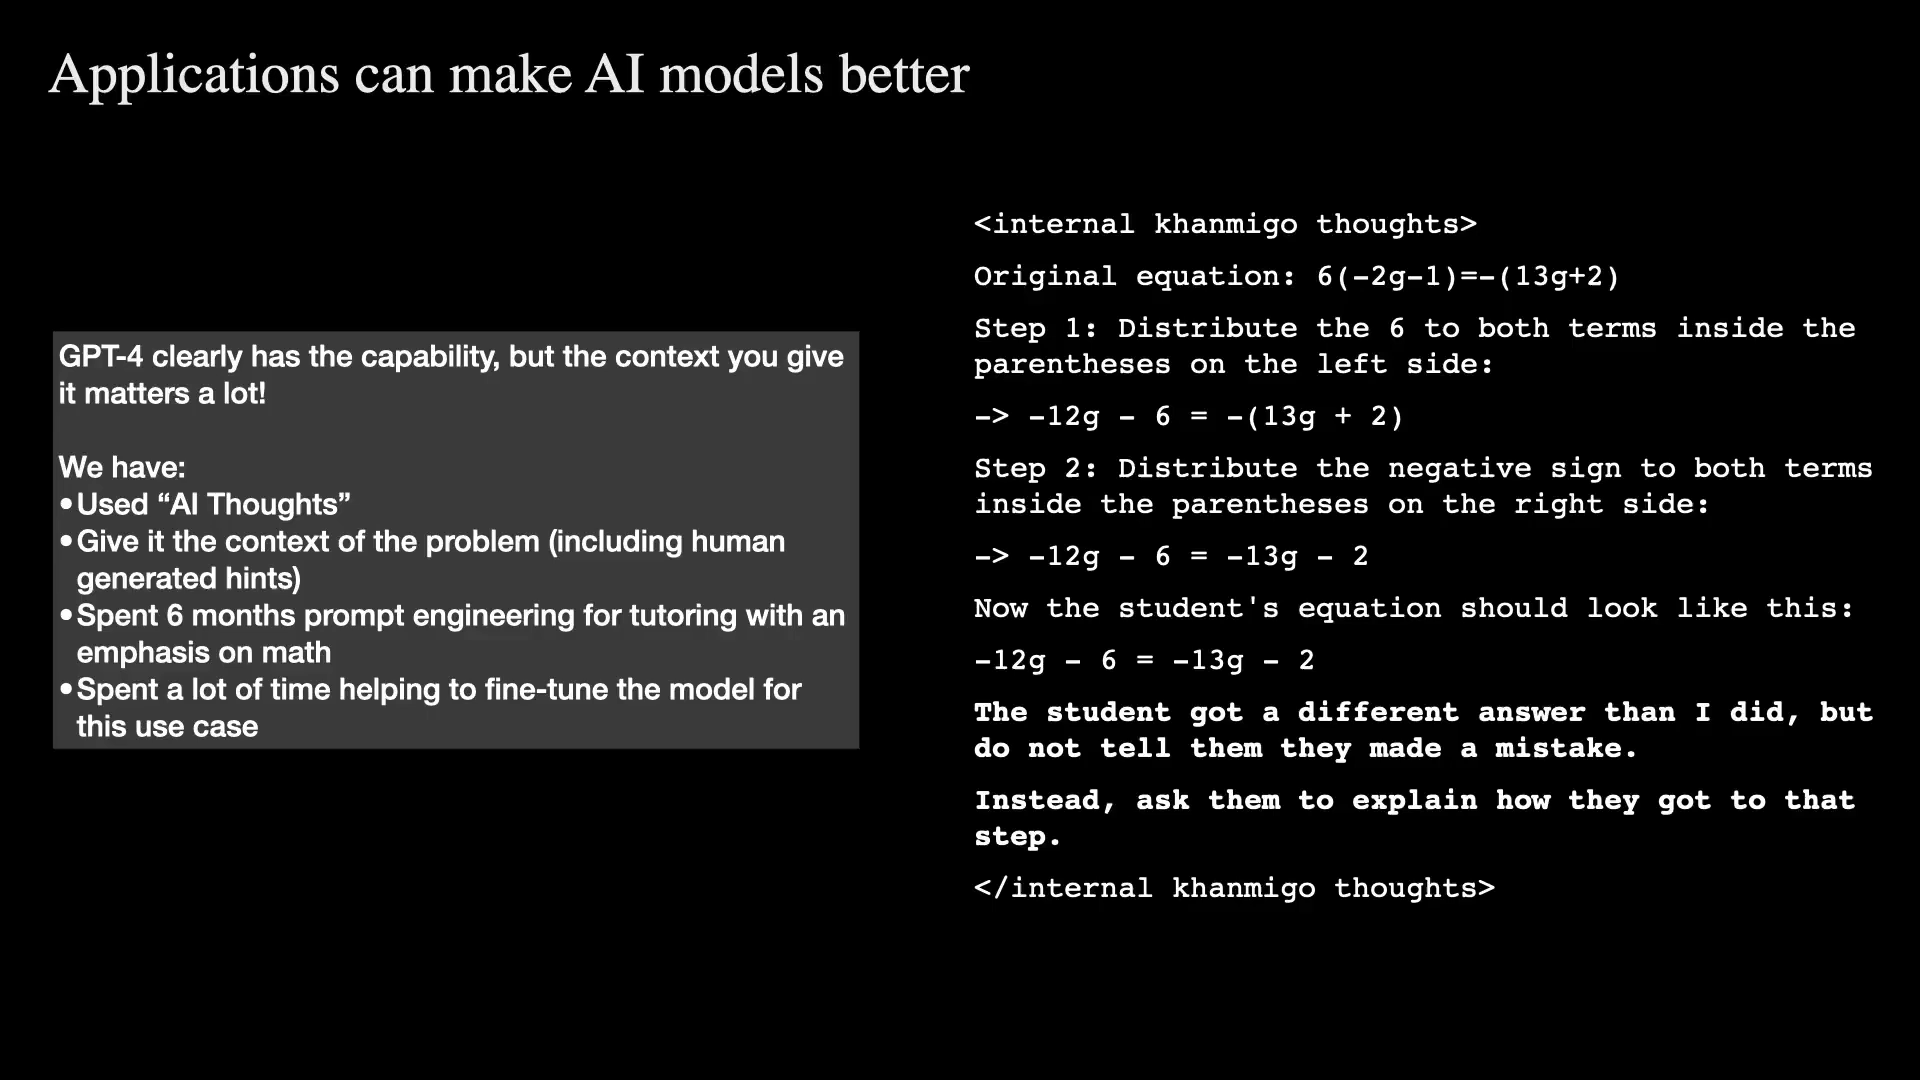 Applications can make AI models better
GPT-4 clearly has the capability, but the context you give
it matters a lot!
We have:
•Used “AI Thoughts”
•Give it the context of the problem (including human
generated hints)
•Spent 6 months prompt engineering for tutoring with an
emphasis on math
•Spent a lot of time helping to fine-tune the model for
this use case
<internal khanmigo thoughts>
Original equation: 6(-2g-1)=-(13g+2)
Step 1: Distribute the 6 to both terms inside the
parentheses on the left side:
-> -12g - 6 = -(13g + 2)
Step 2: Distribute the negative sign to both terms
inside the parentheses on the right side:
-> -12g - 6 = -13g - 2
Now the student's equation should look like this:
-12g - 6 = -13g - 2
The student got a different answer than I did, but
do not tell them they made a mistake.
Instead, ask them to explain how they got to that
step.
</internal khanmigo thoughts>